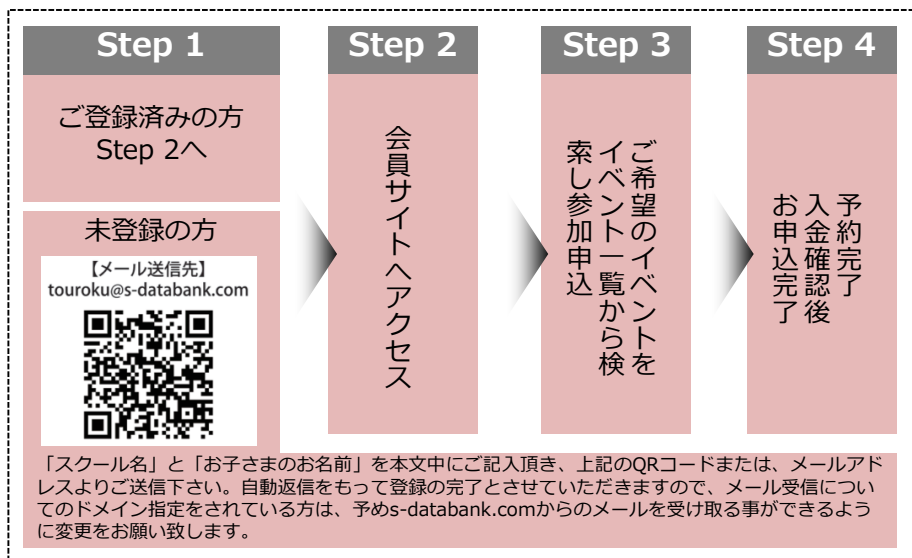 Step 1
ご登録済みの方
Step 2へ
未登録の方
【メール送信先】
touroku@s-databank.com
Step 2
会員サイトへアクセス
Step 3
ご希望のイベントを
イベント一覧から検
索し参加申込
Step 4
予約完了
入金確認後
お申込完了
「スクール名」と「お子さまのお名前」を本文中にご記入頂き、上記のQRコードまたは、メールアド
レスよりご送信下さい。自動返信をもって登録の完了とさせていただきますので、メール受信につい
てのドメイン指定をされている方は、予めs-databank.comからのメールを受け取る事ができるよう
に変更をお願い致します。